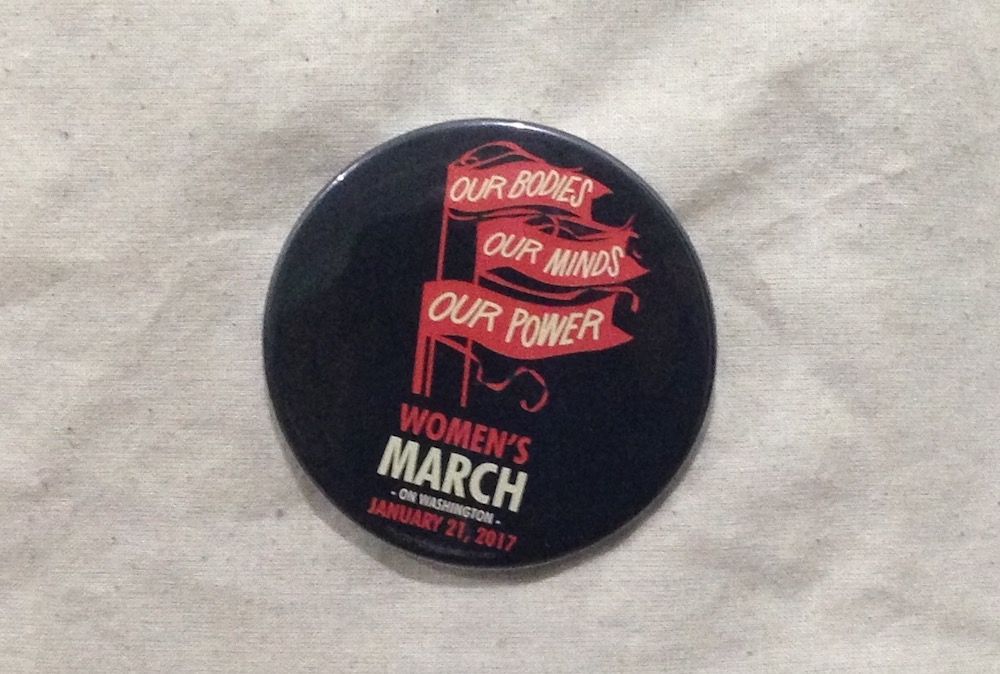 OUR BODIES
OUR MINDS
OUR POWER
WOMEN'S
MARCH
- ON WASHINGTON -
JANUARY 21, 2017